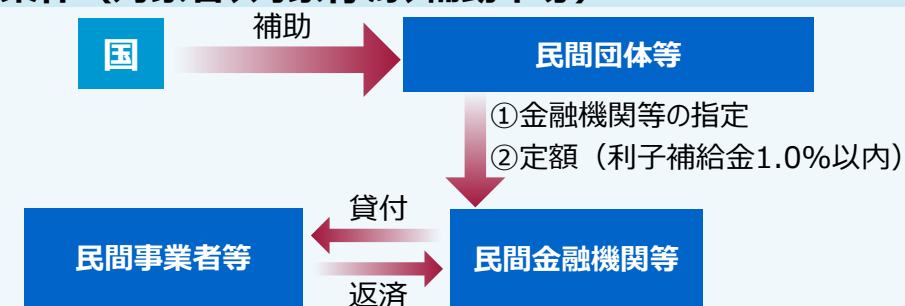 補助
国
民間団体等
①金融機関等の指定
②定額（利子補給金1.0%以内）
貸付
民間事業者等
民間金融機関等
返済